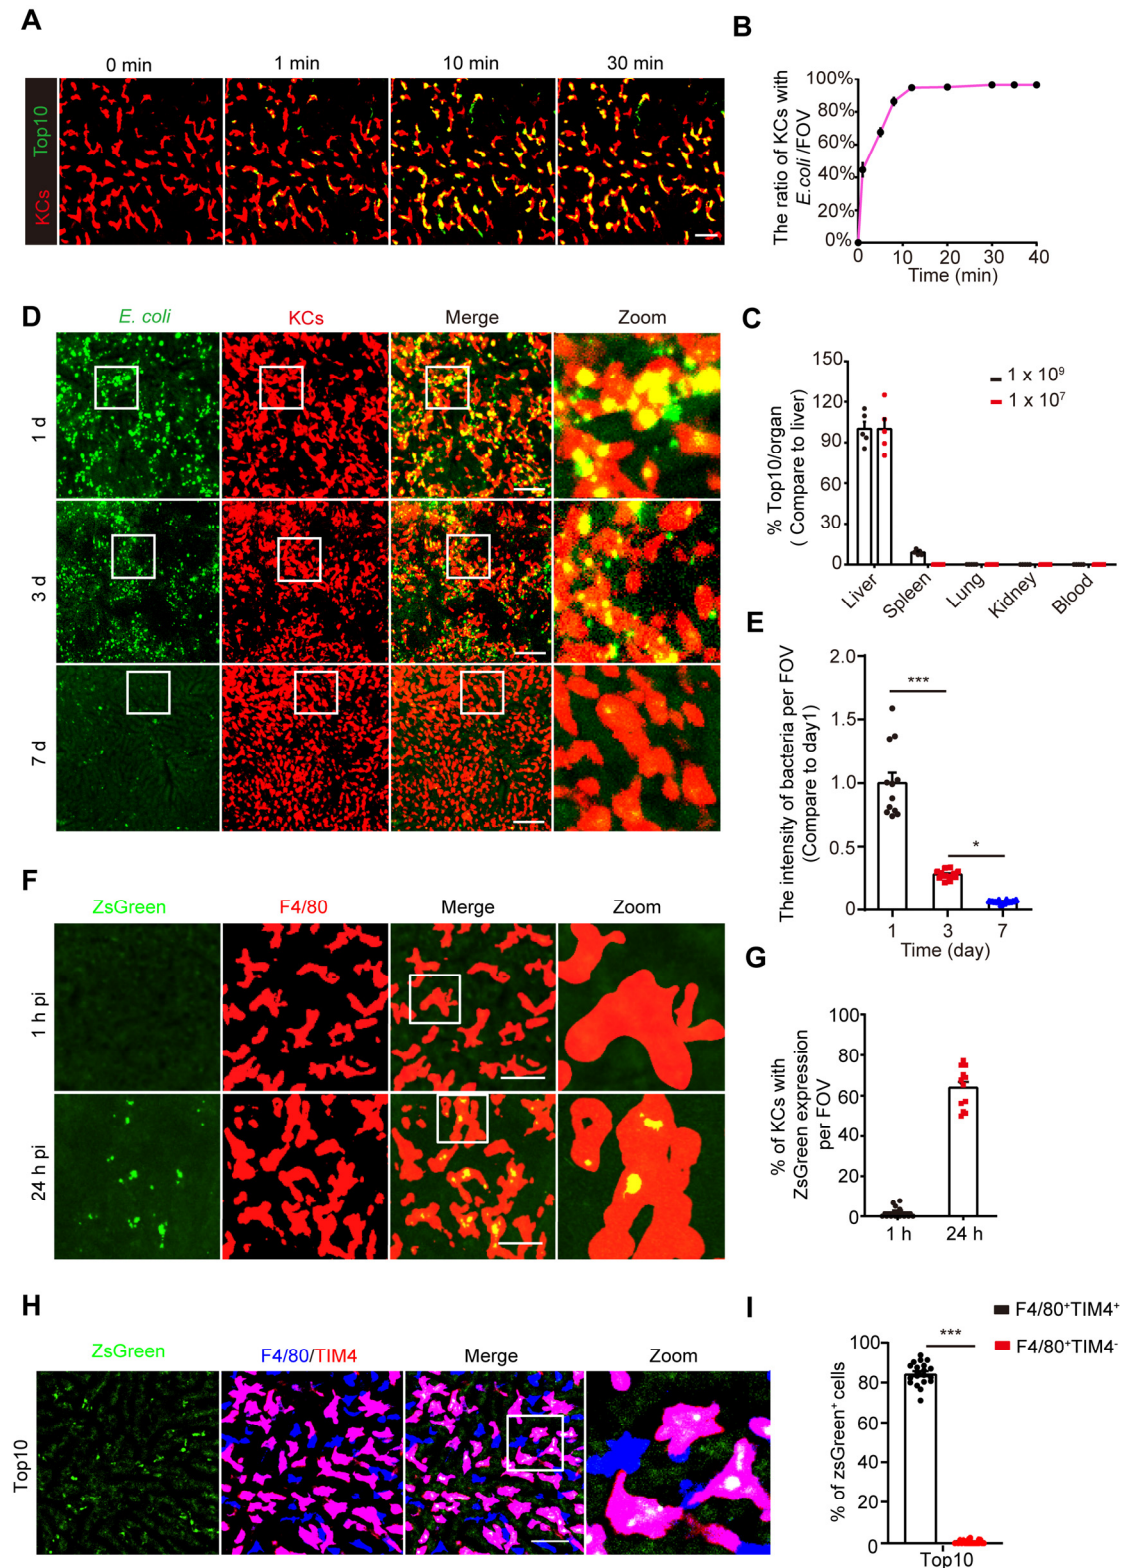 A
0 min 1 min 10 min 30 min
KCs Top10
B
The ratio of KCs with
E.coli /FOV
100%
80%
60%
40%
20%
0%
0 10 20 30 40
Time (min)
D
E. coli KCs Merge Zoom
1 d
3 d
7 d
C
% Top10/organ
( Compare to liver)
150
120
90
60
30
0
1 x 10⁹
1 x 10⁷
Liver Spleen Lung Kidney Blood
E
The intensity of bacteria per FOV
(Compare to day1)
2.0
1.5
1.0
0.5
0
***
*
1 3 7
Time (day)
F
ZsGreen F4/80 Merge Zoom
1 h pi
24 h pi
G
% of KCs with
ZsGreen expression
per FOV
100
80
60
40
20
0
1 h 24 h
H
ZsGreen F4/80/TIM4 Merge Zoom
Top10
I
F4/80⁺TIM4⁺
F4/80⁺TIM4⁻
***
% of zsGreen⁺ cells
100
80
60
40
20
0
Top10